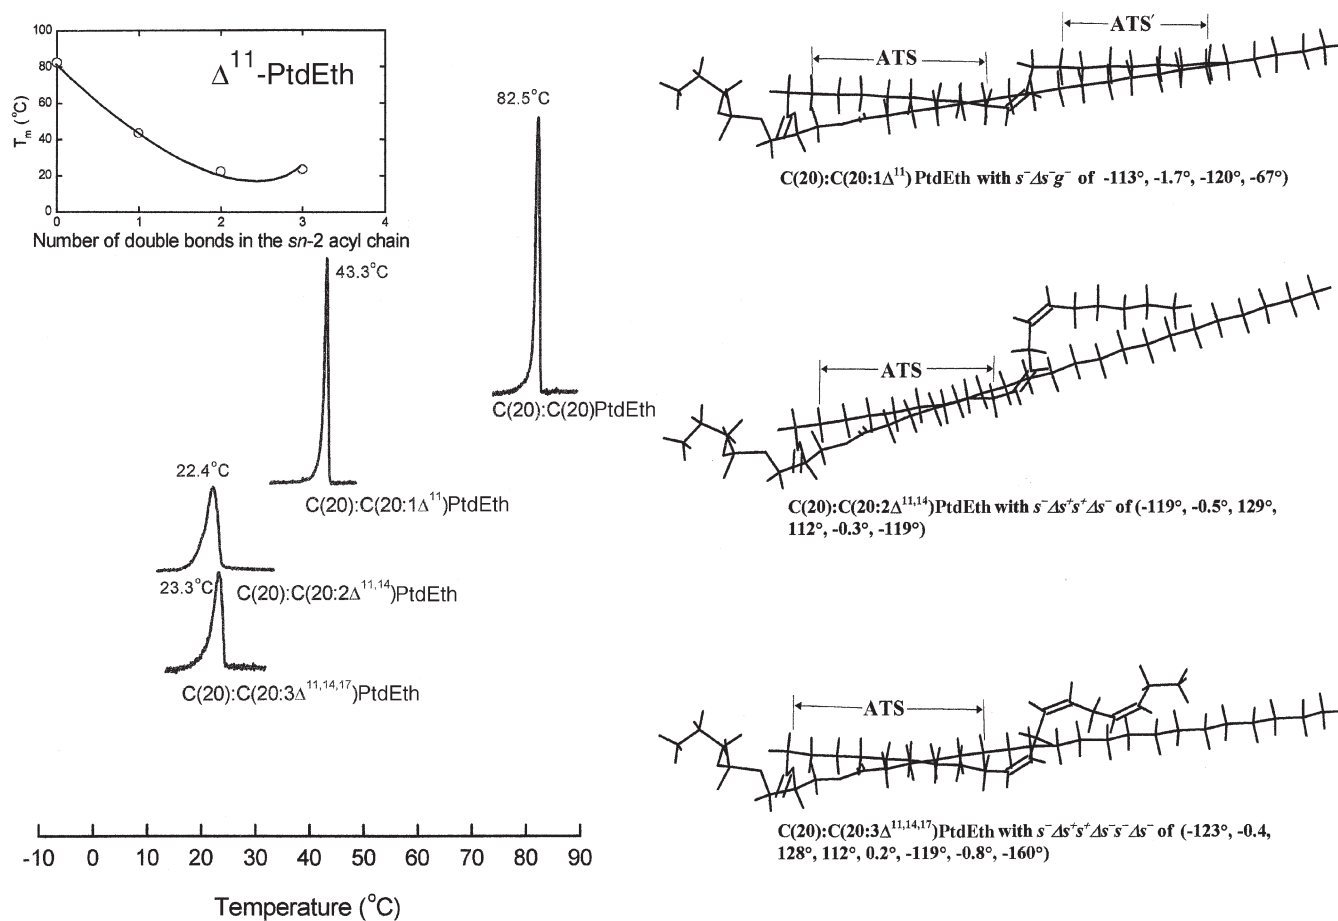 Δ¹¹-PtdEth
T_m (°C)
100
80
60
40
20
0
0 1 2 3 4
Number of double bonds in the sn-2 acyl chain
82.5°C
C(20):C(20)PtdEth
43.3°C
C(20):C(20:1Δ¹¹)PtdEth
22.4°C
C(20):C(20:2Δ¹¹,¹⁴)PtdEth
23.3°C
C(20):C(20:3Δ¹¹,¹⁴,¹⁷)PtdEth
-10 0 10 20 30 40 50 60 70 80 90
Temperature (°C)
ATS
ATS′
C(20):C(20:1Δ¹¹) PtdEth with s⁻Δs⁻g⁻ of -113°, -1.7°, -120°, -67°)
ATS
C(20):C(20:2Δ¹¹,¹⁴)PtdEth with s⁻Δs⁺s⁺Δs⁻ of (-119°, -0.5°, 129°,
112°, -0.3°, -119°)
ATS
C(20):C(20:3Δ¹¹,¹⁴,¹⁷)PtdEth with s⁻Δs⁺s⁺Δs⁻s⁻Δs⁻ of (-123°, -0.4,
128°, 112°, 0.2°, -119°, -0.8°, -160°)